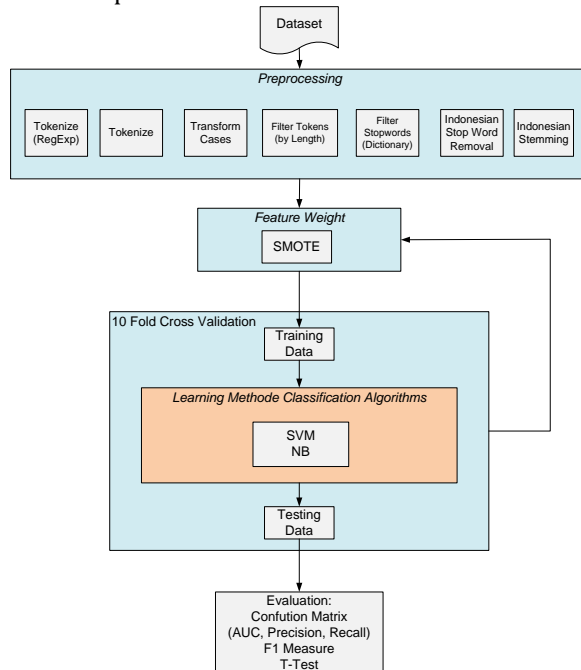 Dataset
Preprocessing
Tokenize
(RegExp)
Tokenize
Transform
Cases
Filter Tokens
(by Length)
Filter
Stopwords
(Dictionary)
Indonesian
Stop Word
Removal
Indonesian
Stemming
Feature Weight
SMOTE
10 Fold Cross Validation
Training
Data
Learning Methode Classification Algorithms
SVM
NB
Testing
Data
Evaluation:
Confution Matrix
(AUC, Precision, Recall)
F1 Measure
T-Test